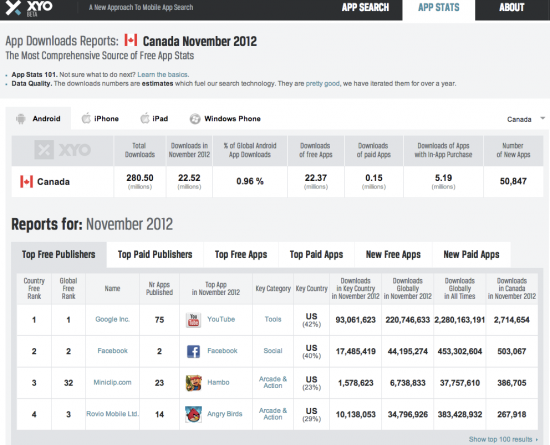 XYO
BETA
A New Approach To Mobile App Search
APP SEARCH
APP STATS
ABOUT
App Downloads Reports: Canada November 2012
The Most Comprehensive Source of Free App Stats
App Stats 101. Not sure what to do next? Learn the basics.
Data Quality. The downloads numbers are estimates which fuel our search technology. They are pretty good, we have iterated them for over a year.
Android iPhone iPad Windows Phone Canada
XYO Total Downloads Downloads in November 2012 % of Global Android App Downloads Downloads of free Apps Downloads of paid Apps Downloads of Apps with In-App Purchase Number of New Apps
Canada 280.50 (millions) 22.52 (millions) 0.96 % 22.37 (millions) 0.15 (millions) 5.19 (millions) 50,847
Reports for: November 2012
Top Free Publishers Top Paid Publishers Top Free Apps Top Paid Apps New Free Apps New Paid Apps
Country Free Rank Global Free Rank Name Nr Apps Published Top App in November 2012 Key Category Key Country Downloads in Key Country in November 2012 Downloads Globally in November 2012 Downloads Globally in All Times Downloads in Canada in November 2012
1 1 Google Inc. 75 You Tube YouTube Tools US (42%) 93,061,623 220,746,633 2,280,163,191 2,714,654
2 2 Facebook 2 f Facebook Social US (40%) 17,485,419 44,195,274 453,302,604 503,067
3 32 Miniclip.com 23 Hambo Arcade & Action US (23%) 1,578,623 6,738,833 37,757,610 386,705
4 3 Rovio Mobile Ltd. 14 Angry Birds Arcade & Action US (29%) 10,138,053 34,796,926 383,428,932 267,918
Show top 100 results